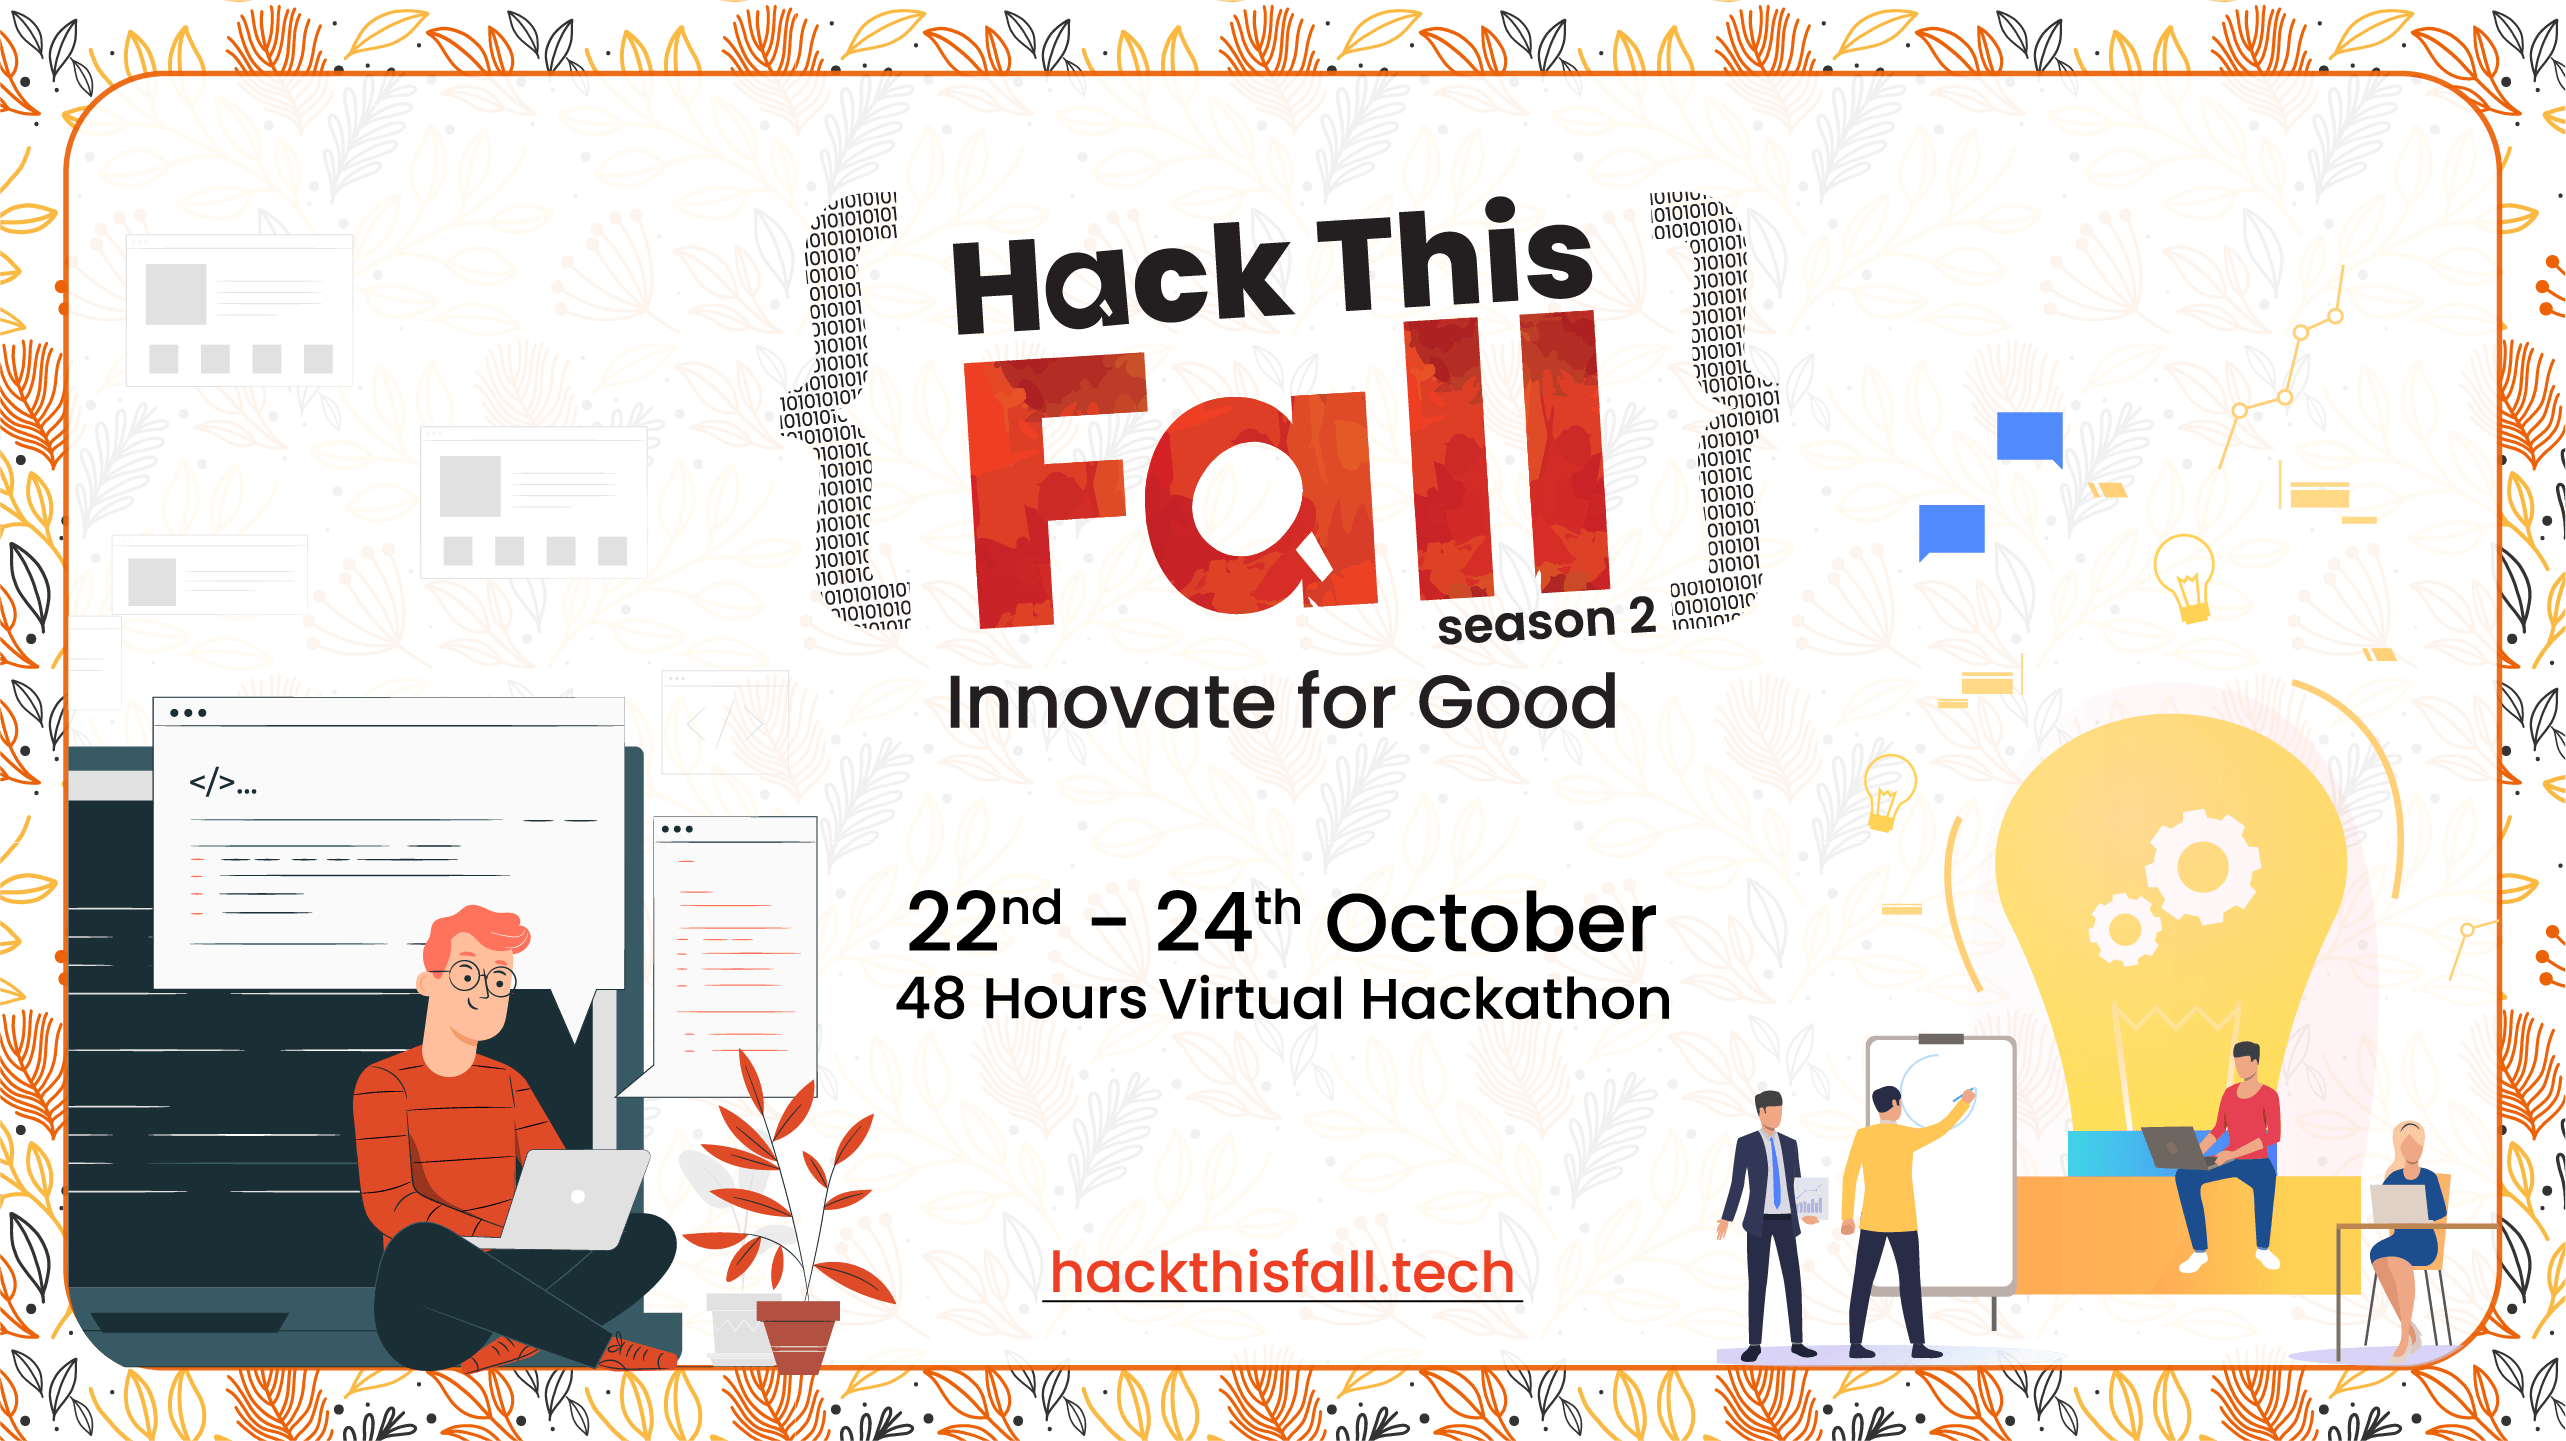 Hack This
Fall
season 2
Innovate for Good
</>...
22nd - 24th October
48 Hours Virtual Hackathon
hackthisfall.tech